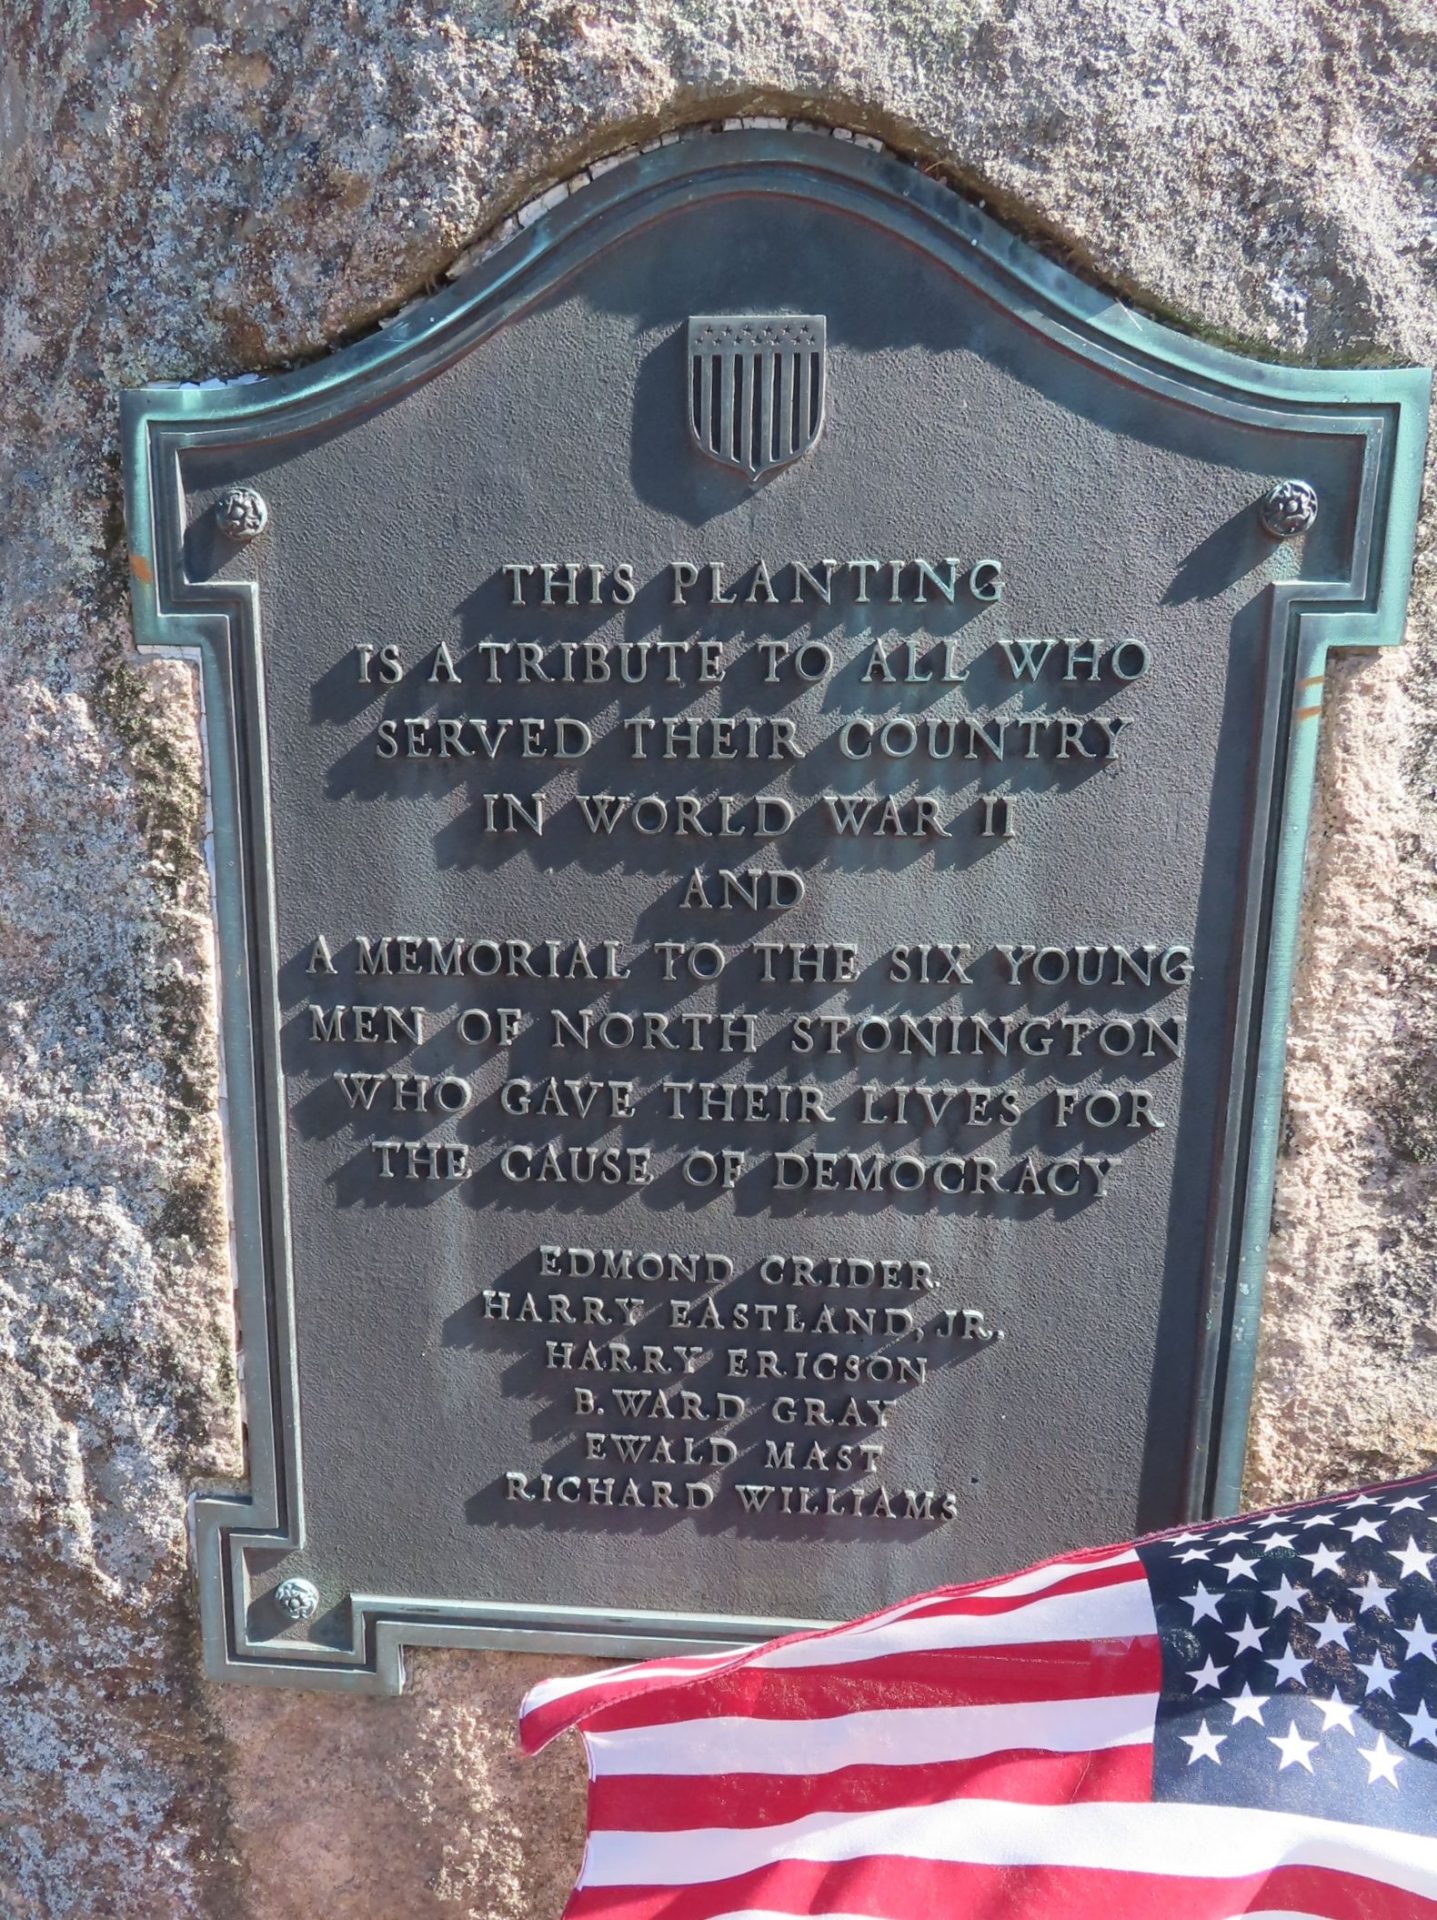 THIS PLANTING
IS A TRIBUTE TO ALL WHO
SERVED THEIR COUNTRY
IN WORLD WAR II
AND
A MEMORIAL TO THE SIX YOUNG
MEN OF NORTH STONINGTON
WHO GAVE THEIR LIVES FOR
THE CAUSE OF DEMOCRACY
EDMOND CRIDER.
HARRY EASTLAND, JR.
HARRY ERICSON
B. WARD GRAY
EWALD MAST
RICHARD WILLIAMS